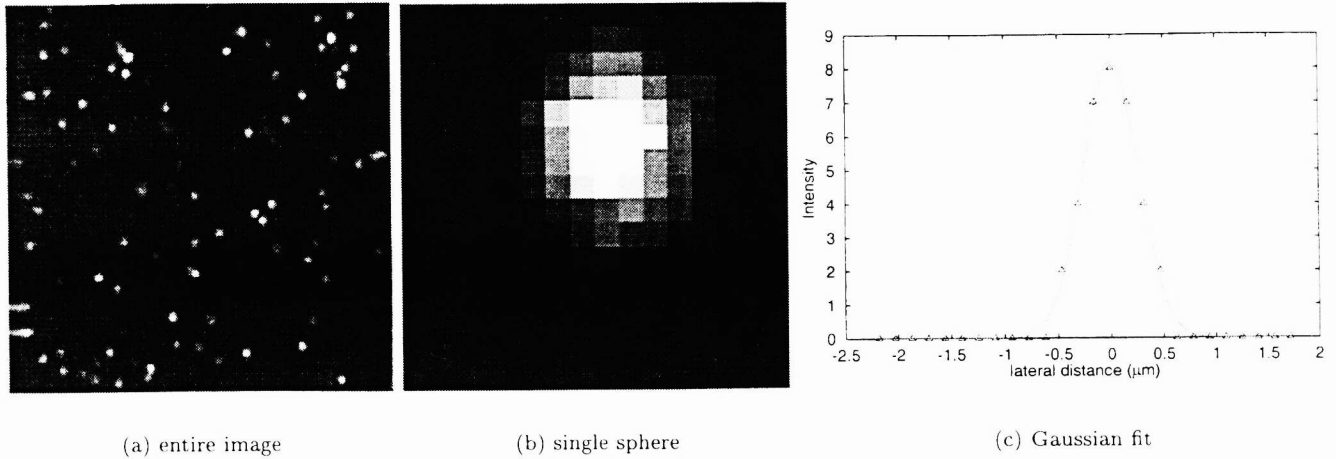 9
8
7
6
5
4
3
2
1
0
Intensity
-2.5 -2 -1.5 -1 -0.5 0 0.5 1 1.5 2
lateral distance (μm)
(a) entire image
(b) single sphere
(c) Gaussian fit